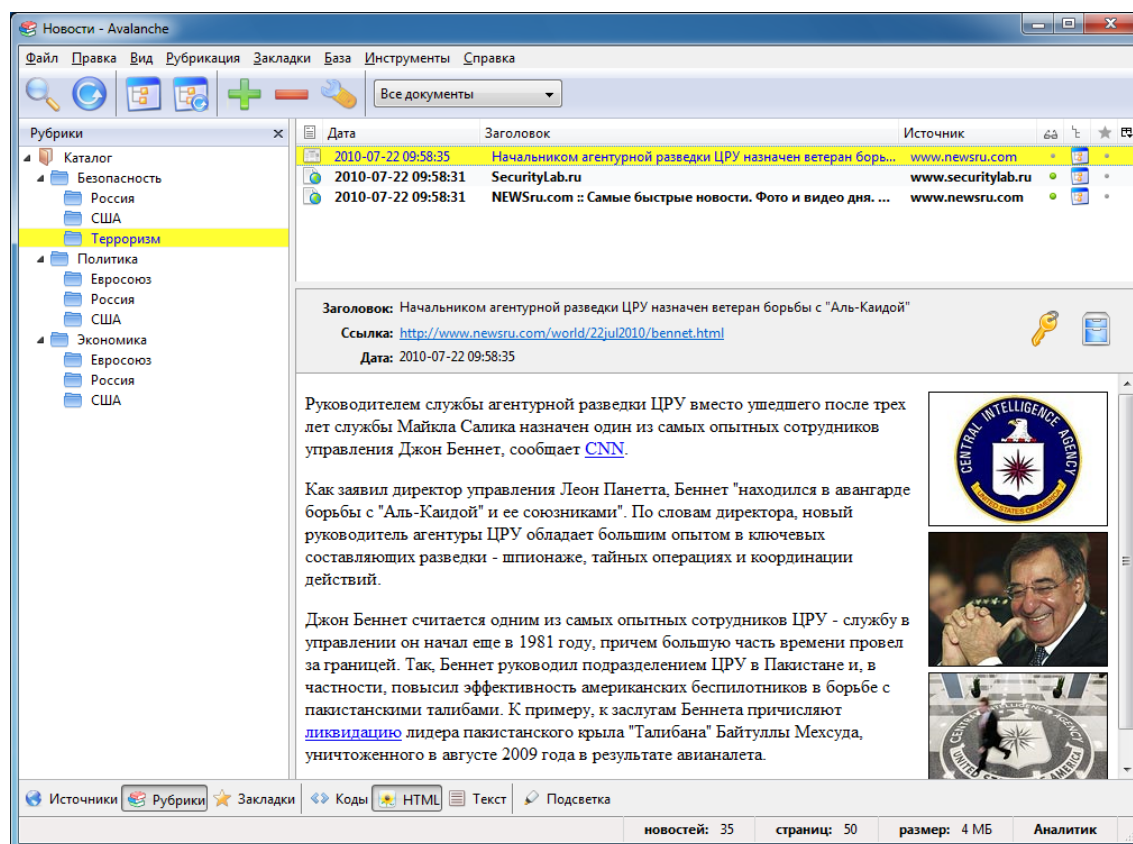 Новости - Avalanche
Файл Правка Вид Рубрикация Закладки База Инструменты Справка
Все документы
Рубрики
Дата Заголовок Источник
Каталог
Безопасность
Россия
США
Терроризм
Политика
Евросоюз
Россия
США
Экономика
Евросоюз
Россия
США
2010-07-22 09:58:35 Начальником агентурной разведки ЦРУ назначен ветеран борь... www.newsru.com
2010-07-22 09:58:31 SecurityLab.ru www.securitylab.ru
2010-07-22 09:58:31 NEWSru.com :: Самые быстрые новости. Фото и видео дня. ... www.newsru.com
Заголовок: Начальником агентурной разведки ЦРУ назначен ветеран борьбы с "Аль-Каидой"
Ссылка: http://www.newsru.com/world/22jul2010/bennet.html
Дата: 2010-07-22 09:58:35
Руководителем службы агентурной разведки ЦРУ вместо ушедшего после трех
лет службы Майкла Салика назначен один из самых опытных сотрудников
управления Джон Беннет, сообщает CNN.
Как заявил директор управления Леон Панетта, Беннет "находился в авангарде
борьбы с "Аль-Каидой" и ее союзниками". По словам директора, новый
руководитель агентуры ЦРУ обладает большим опытом в ключевых
составляющих разведки - шпионаже, тайных операциях и координации
действий.
Джон Беннет считается одним из самых опытных сотрудников ЦРУ - службу в
управлении он начал еще в 1981 году, причем большую часть времени провел
за границей. Так, Беннет руководил подразделением ЦРУ в Пакистане и, в
частности, повысил эффективность американских беспилотников в борьбе с
пакистанскими талибами. К примеру, к заслугам Беннета причисляют
ликвидацию лидера пакистанского крыла "Талибана" Байтуллы Мехсуда,
уничтоженного в августе 2009 года в результате авианалета.
CENTRAL INTELLIGENCE AGENCY
UNITED STATES OF AMERICA
Источники Рубрики Закладки Коды HTML Текст Подсветка
новостей: 35 страниц: 50 размер: 4 МБ Аналитик